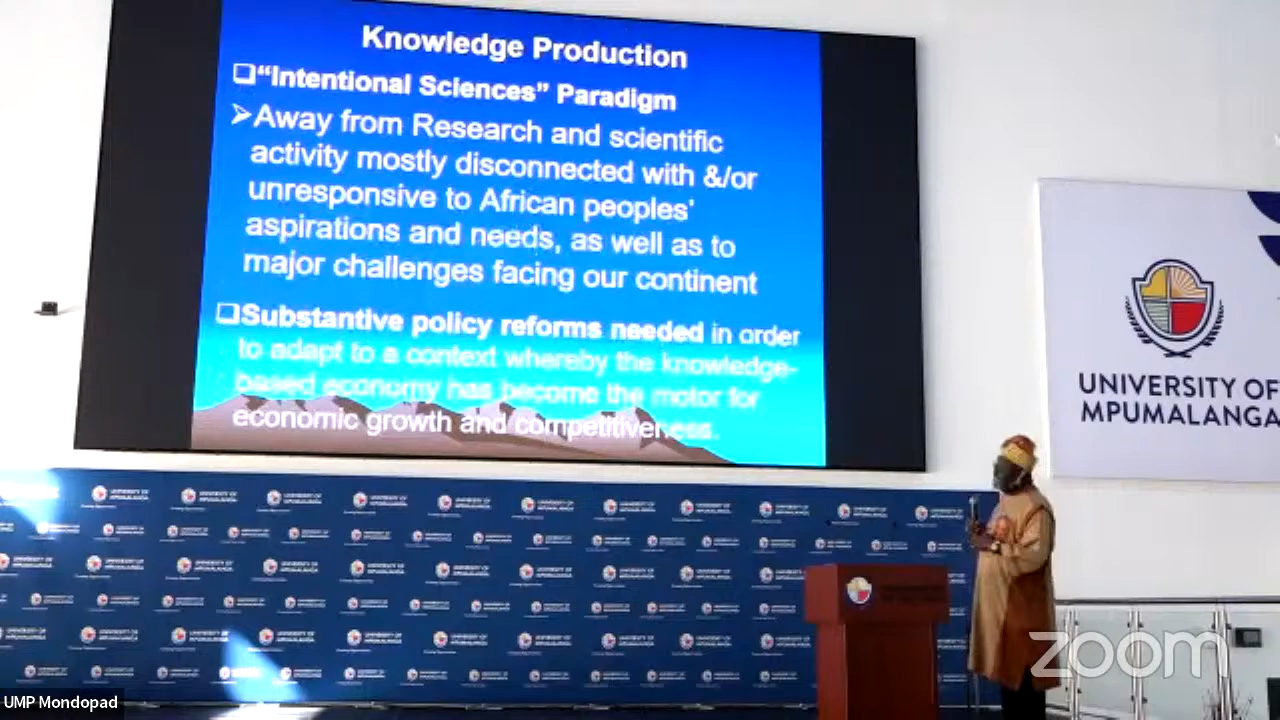 Knowledge Production
❑“Intentional Sciences” Paradigm
➢Away from Research and scientific
activity mostly disconnected with &/or
unresponsive to African peoples'
aspirations and needs, as well as to
major challenges facing our continent
❑Substantive policy reforms needed in order
to adapt to a context whereby the knowledge-
based economy has become the motor for
economic growth and competitiveness.
UNIVERSITY OF
MPUMALANGA
zoom
UMP Mondopad